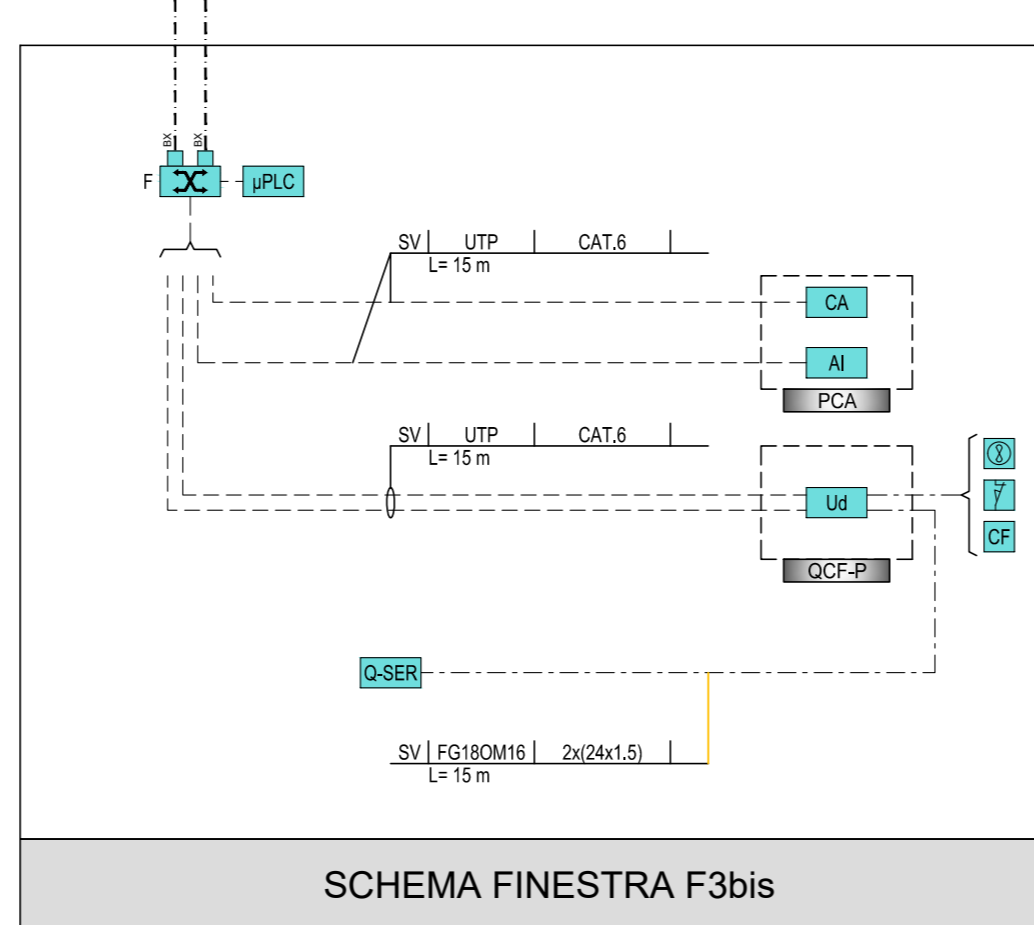 BX BX
F µPLC
SV UTP CAT.6
L= 15 m
CA
AI
PCA
SV UTP CAT.6
L= 15 m
Ud
CF
QCF-P
Q-SER
SV FG18OM16 2x(24x1.5)
L= 15 m
SCHEMA FINESTRA F3bis